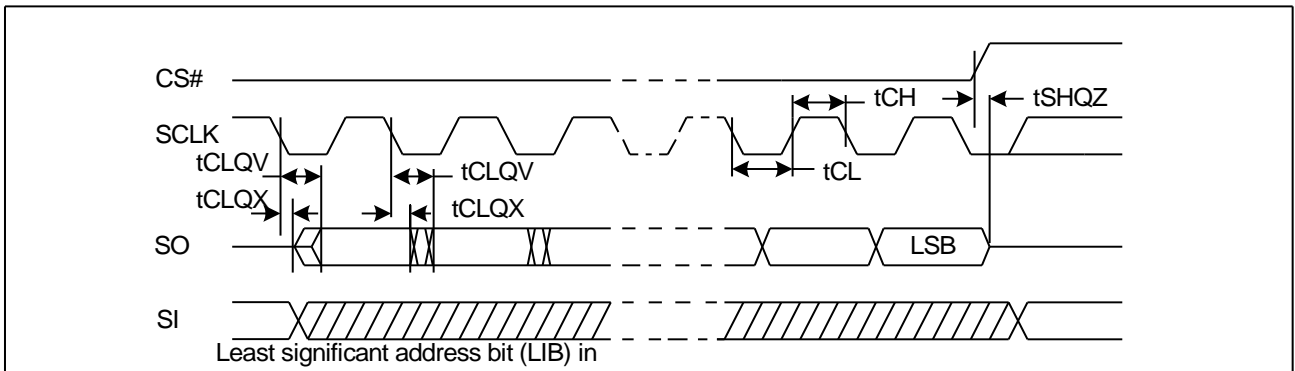 CS#
tCH
tSHQZ
SCLK
tCLQV
tCLQV
tCL
tCLQX
tCLQX
SO
LSB
SI
Least significant address bit (LIB) in